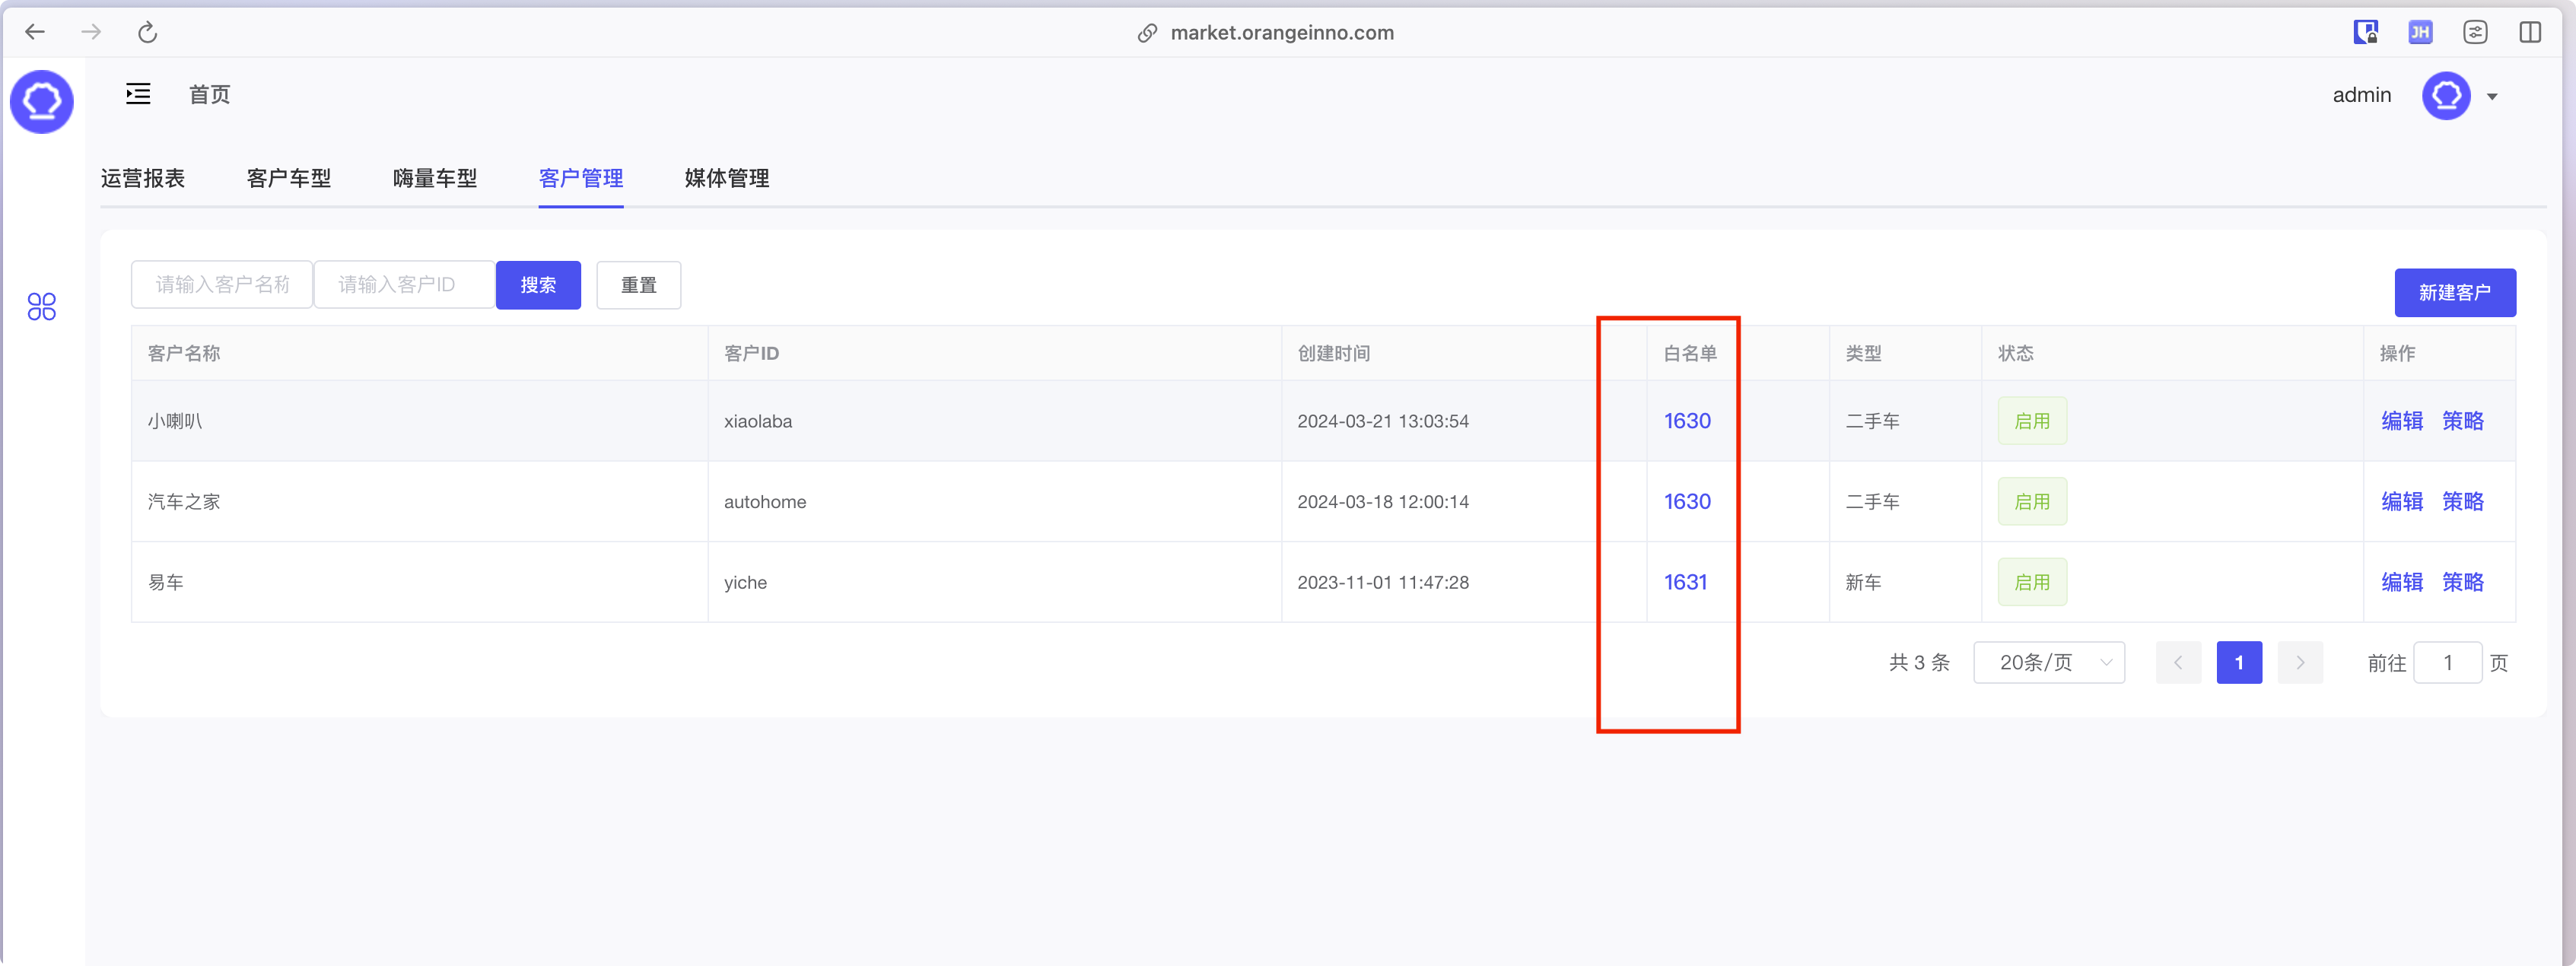 market.orangeinno.com
JH
首页
admin
运营报表 客户车型 嗨量车型 客户管理 媒体管理
请输入客户名称 请输入客户ID 搜索 重置
新建客户
客户名称 客户ID 创建时间 白名单 类型 状态 操作
小喇叭 xiaolaba 2024-03-21 13:03:54 1630 二手车 启用 编辑 策略
汽车之家 autohome 2024-03-18 12:00:14 1630 二手车 启用 编辑 策略
易车 yiche 2023-11-01 11:47:28 1631 新车 启用 编辑 策略
共 3 条 20条/页 1 前往 1 页